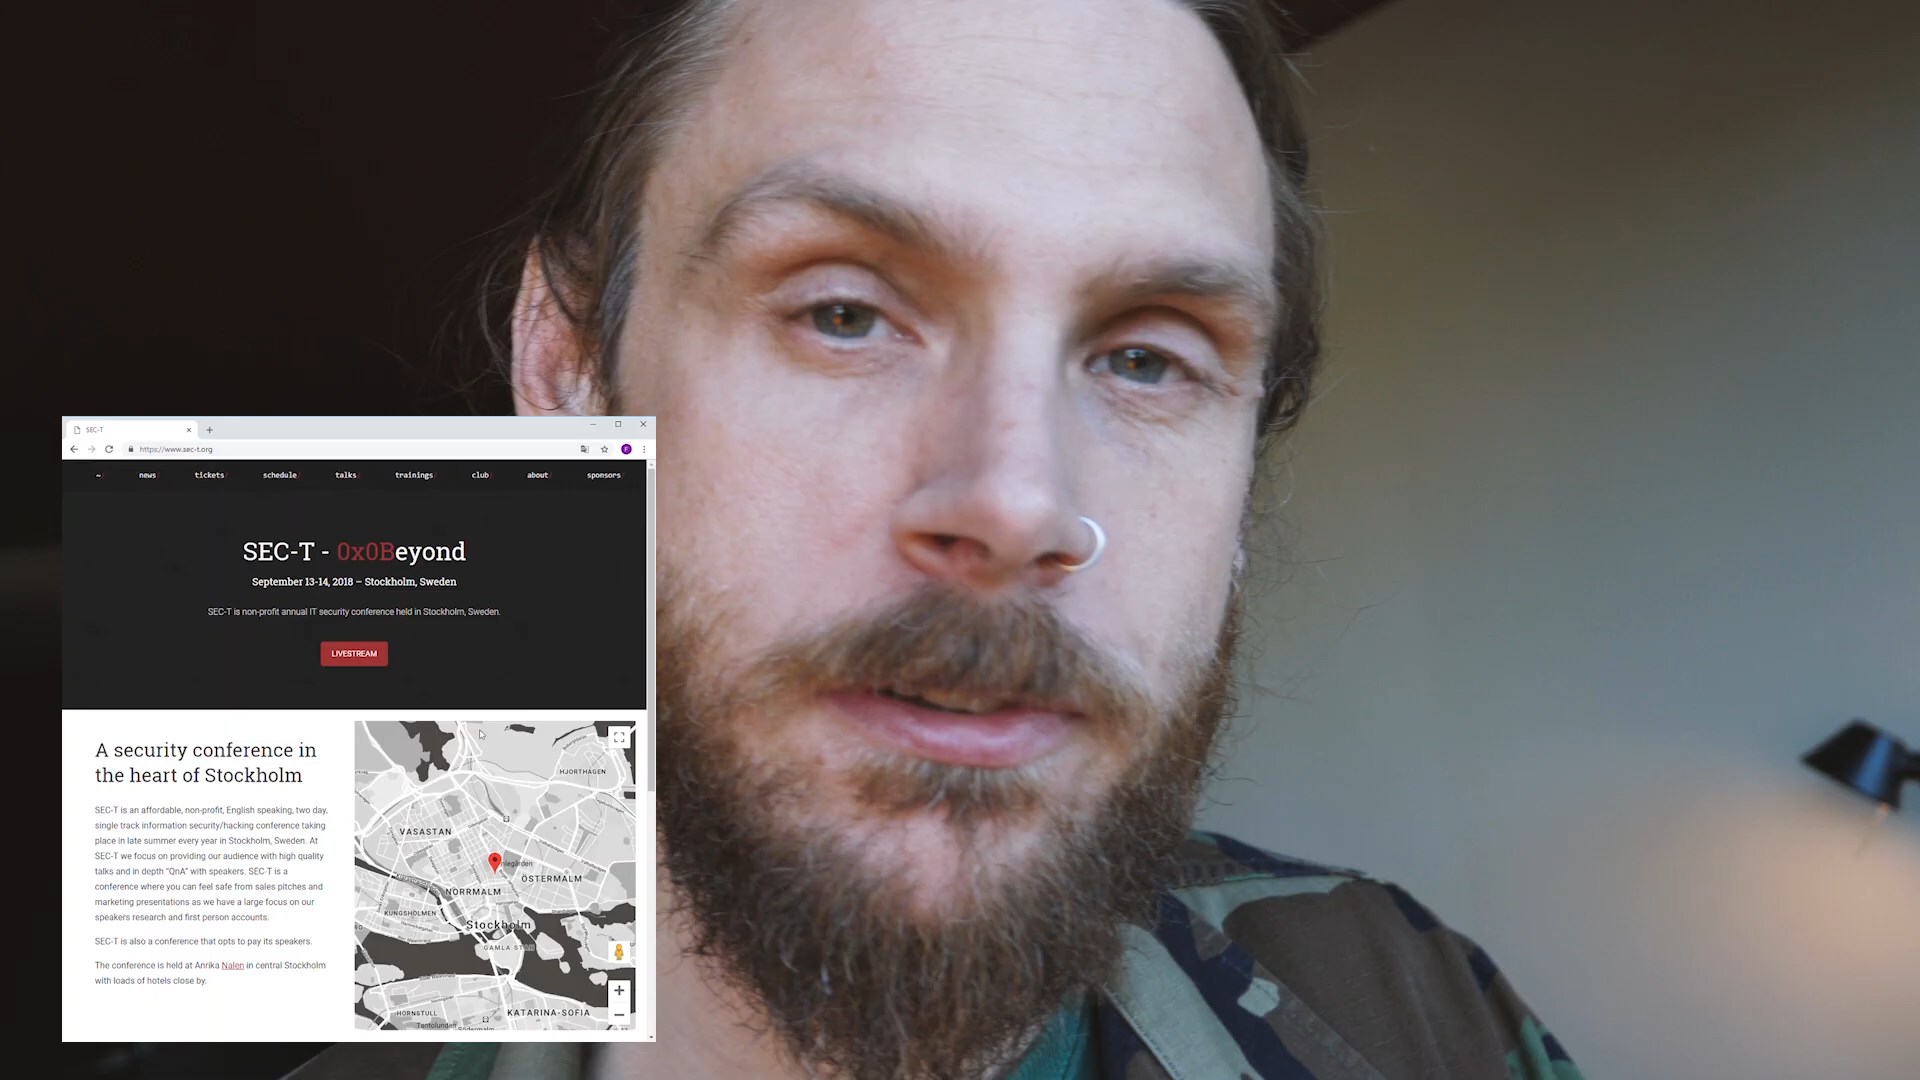 SEC-T
https://www.sec-t.org
~/ news/ tickets/ schedule/ talks/ trainings/ club/ about/ sponsors/
SEC-T - 0x0Beyond
September 13-14, 2018 – Stockholm, Sweden
SEC-T is non-profit annual IT security conference held in Stockholm, Sweden.
LIVESTREAM
A security conference in
the heart of Stockholm
SEC-T is an affordable, non-profit, English speaking, two day,
single track information security/hacking conference taking
place in late summer every year in Stockholm, Sweden. At
SEC-T we focus on providing our audience with high quality
talks and in depth "QnA" with speakers. SEC-T is a
conference where you can feel safe from sales pitches and
marketing presentations as we have a large focus on our
speakers research and first person accounts.
SEC-T is also a conference that opts to pay its speakers.
The conference is held at Anrika Nalen in central Stockholm
with loads of hotels close by.
HJORTHAGEN
VASASTAN
ÖSTERMALM
NORRMALM
KUNGSHOLMEN
Stockholm
GAMLA STAN
HORNSTULL
KATARINA-SOFIA
Tantolunden
Södermalm